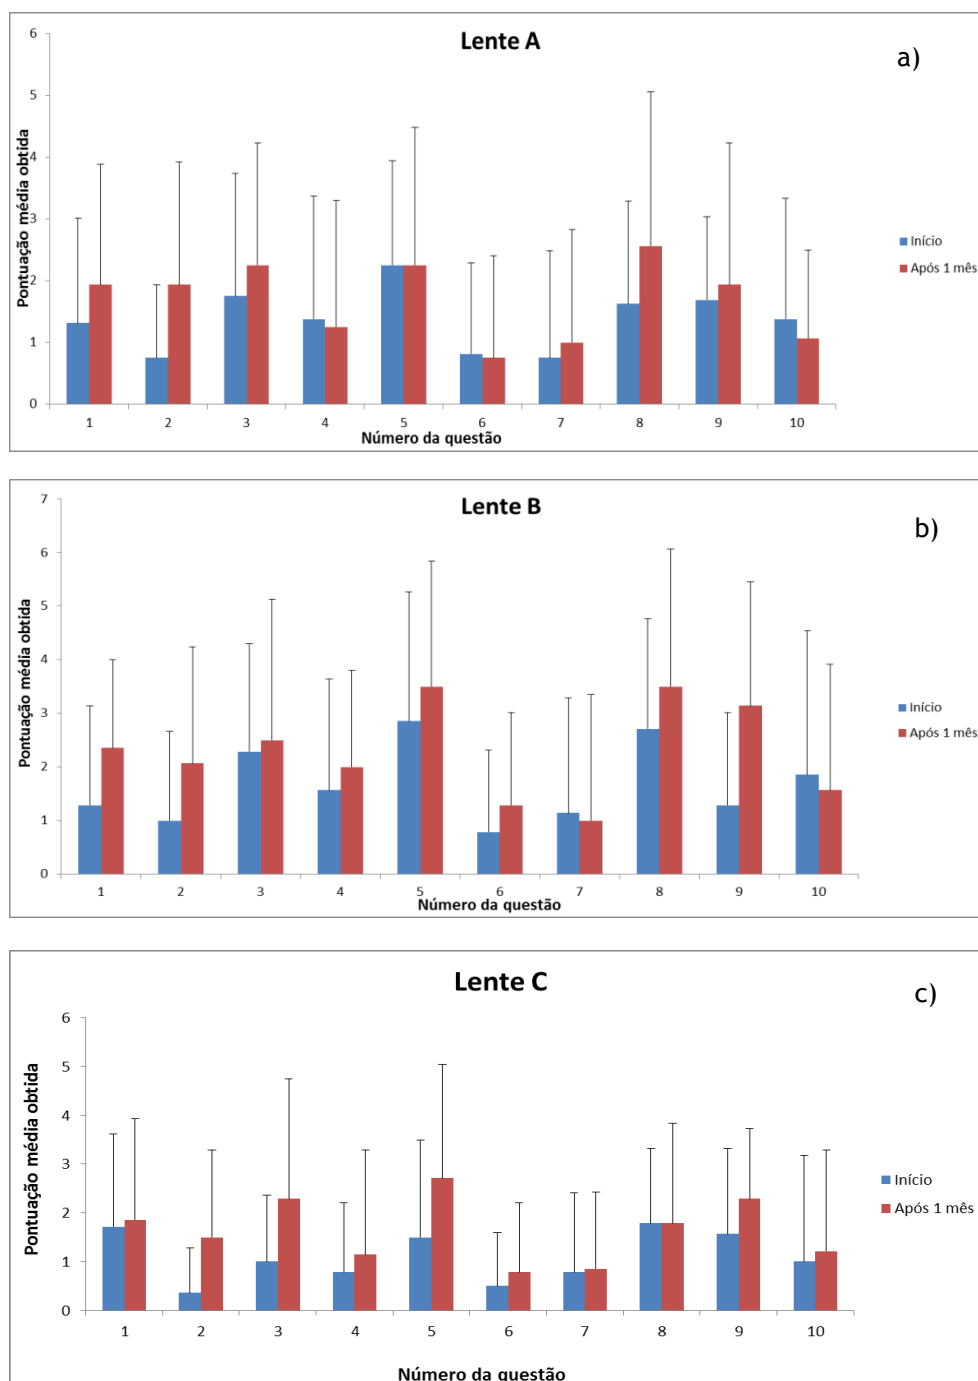 Lente A
a)
Pontuação média obtida
6
5
4
3
2
1
0
1 2 3 4 5 6 7 8 9 10
Número da questão
Início
Após 1 mês
Lente B
b)
Pontuação média obtida
7
6
5
4
3
2
1
0
1 2 3 4 5 6 7 8 9 10
Número da questão
Início
Após 1 mês
Lente C
c)
Pontuação média obtida
6
5
4
3
2
1
0
1 2 3 4 5 6 7 8 9 10
Número da questão
Início
Após 1 mês